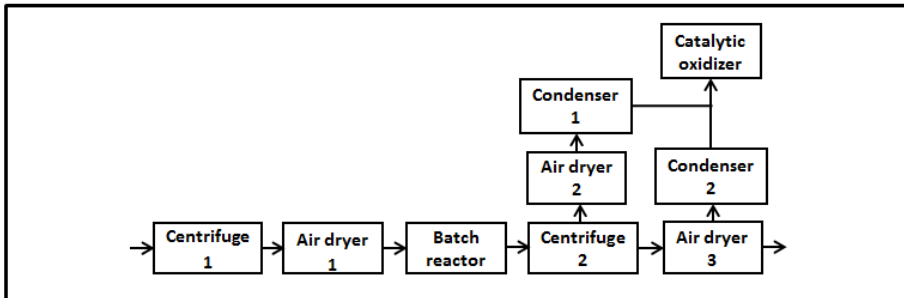 Catalytic
oxidizer
Condenser
1
Air dryer
2
Condenser
2
Centrifuge
1
Air dryer
1
Batch
reactor
Centrifuge
2
Air dryer
3